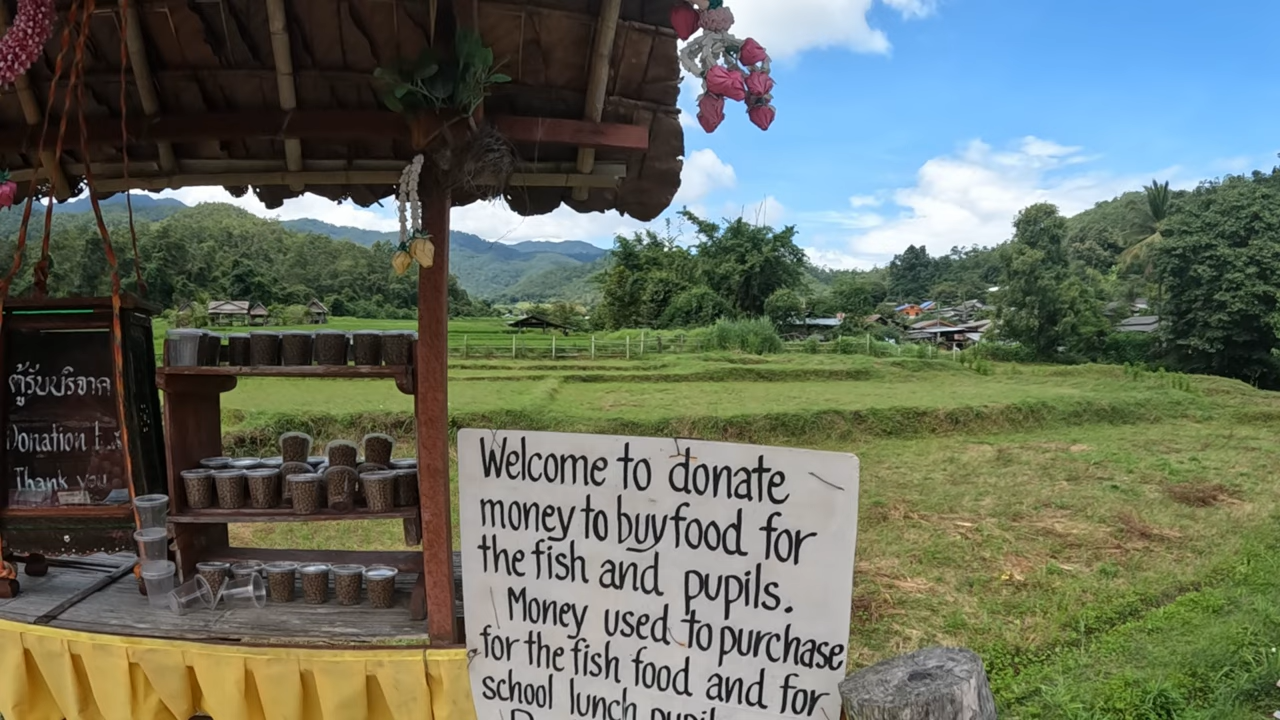 ตู้รับบริจาค
Donation
Thank you
Welcome to donate
money to buy food for
the fish and pupils.
Money used to purchase
for the fish food and for
school lunch